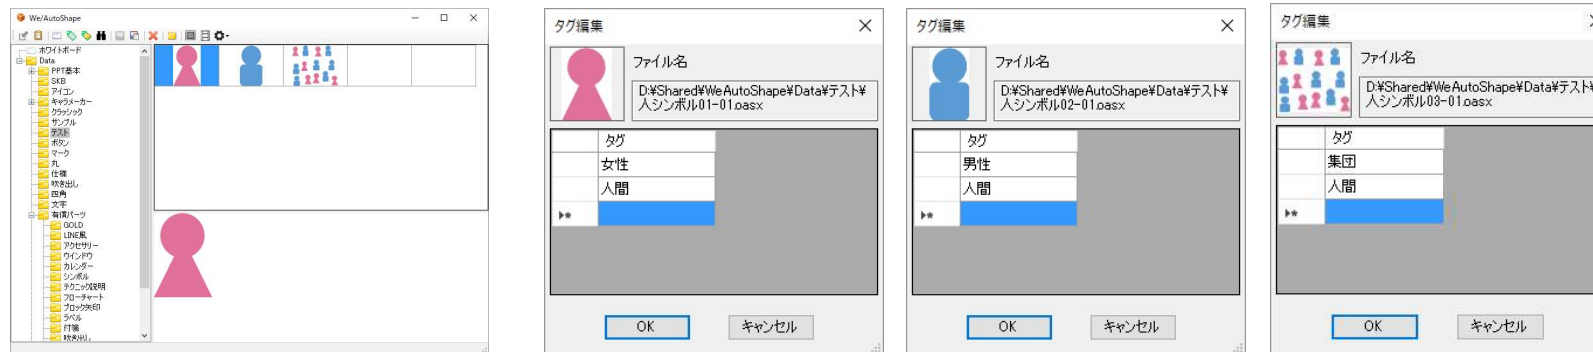 We/AutoShape
ホワイトボード
Data
PPT基本
SKB
アイコン
キャラメーカー
クラシック
サンプル
テスト
ボタン
マーク
丸
仕種
吹き出し
四角
文字
有償パーツ
GOLD
LINE風
アクセサリー
ウインドウ
カレンダー
シンボル
テクニック説明
フローチャート
ブロック矢印
ラベル
付箋
吹き出し
タグ編集
ファイル名
D:¥Shared¥WeAutoShape¥Data¥テスト¥
人シンボル01-01.oasx
タグ
女性
人間
OK キャンセル
タグ編集
ファイル名
D:¥Shared¥WeAutoShape¥Data¥テスト¥
人シンボル02-01.oasx
タグ
男性
人間
OK キャンセル
タグ編集
ファイル名
D:¥Shared¥WeAutoShape¥Data¥テスト¥
人シンボル03-01.oasx
タグ
集団
人間
OK キャンセル